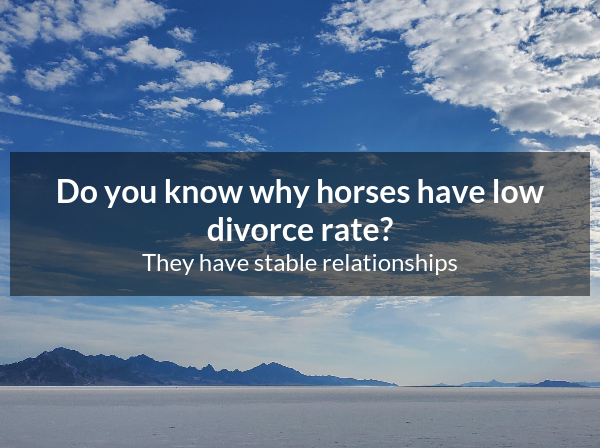 Do you know why horses have low
divorce rate?
They have stable relationships